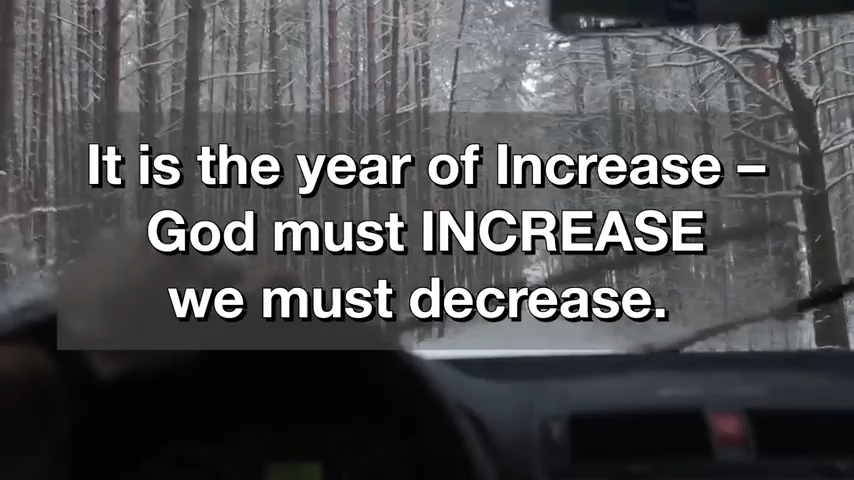 It is the year of Increase –
God must INCREASE
we must decrease.